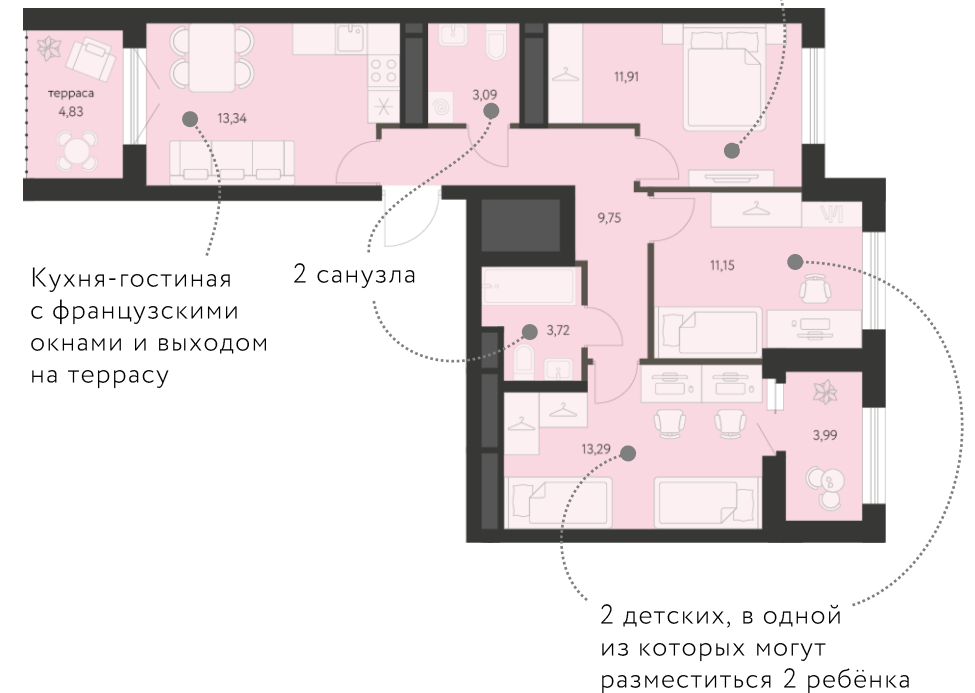 терраса
4,83
13,34
3,09
11,91
9,75
11,15
3,72
13,29
3,99
Кухня-гостиная
с французскими
окнами и выходом
на террасу
2 санузла
2 детских, в одной
из которых могут
разместиться 2 ребёнка